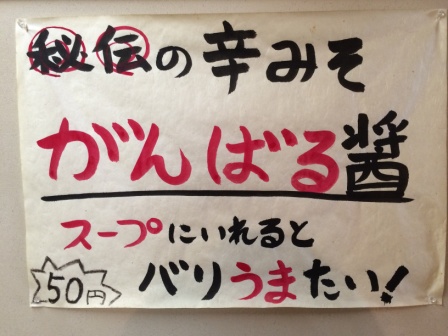 秘伝の辛みそ
がんばる醤
スープにいれると
バリうまたい!
50円